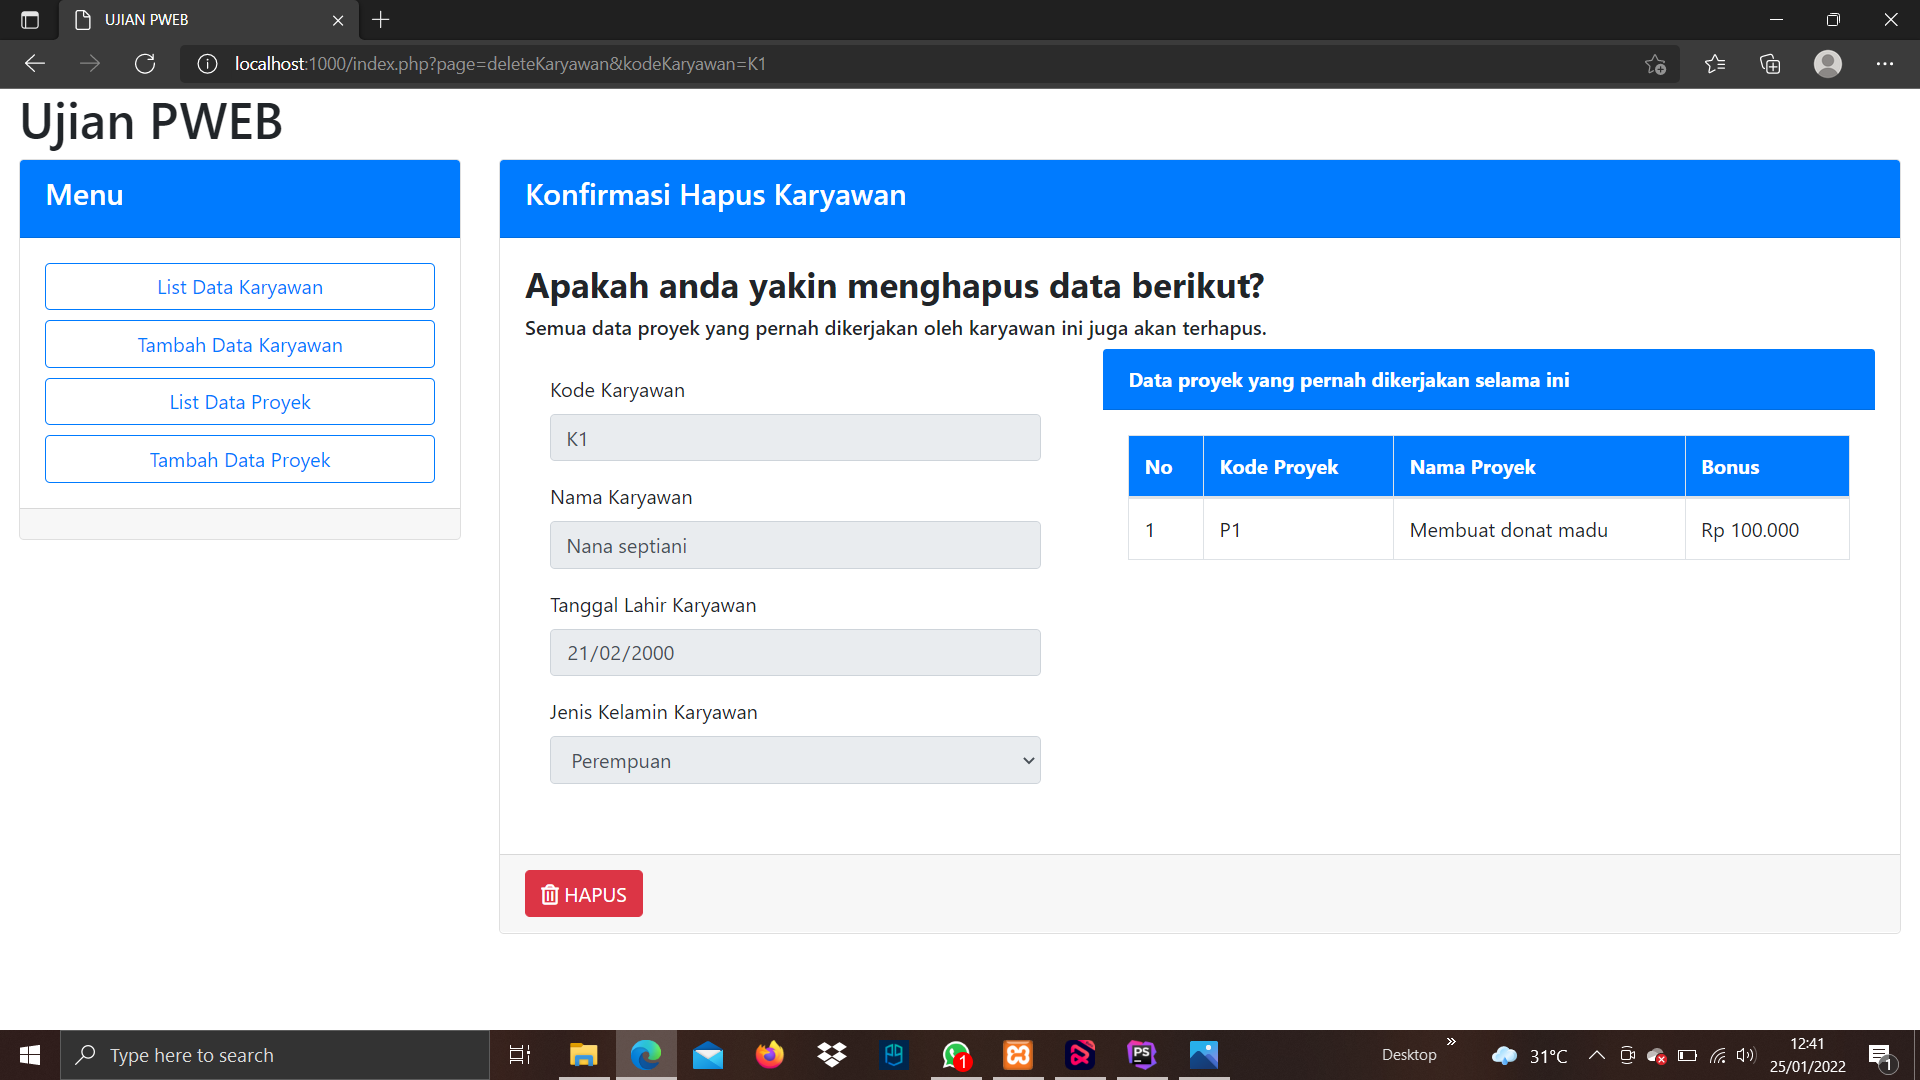 UJIAN PWEB
localhost:1000/index.php?page=deleteKaryawan&kodeKaryawan=K1
Ujian PWEB
Menu
List Data Karyawan
Tambah Data Karyawan
List Data Proyek
Tambah Data Proyek
Konfirmasi Hapus Karyawan
Apakah anda yakin menghapus data berikut?
Semua data proyek yang pernah dikerjakan oleh karyawan ini juga akan terhapus.
Kode Karyawan
K1
Nama Karyawan
Nana septiani
Tanggal Lahir Karyawan
21/02/2000
Jenis Kelamin Karyawan
Perempuan
Data proyek yang pernah dikerjakan selama ini
No Kode Proyek Nama Proyek Bonus
1 P1 Membuat donat madu Rp 100.000
HAPUS
Type here to search
1
PS
Desktop
31°C
12:41
25/01/2022
1